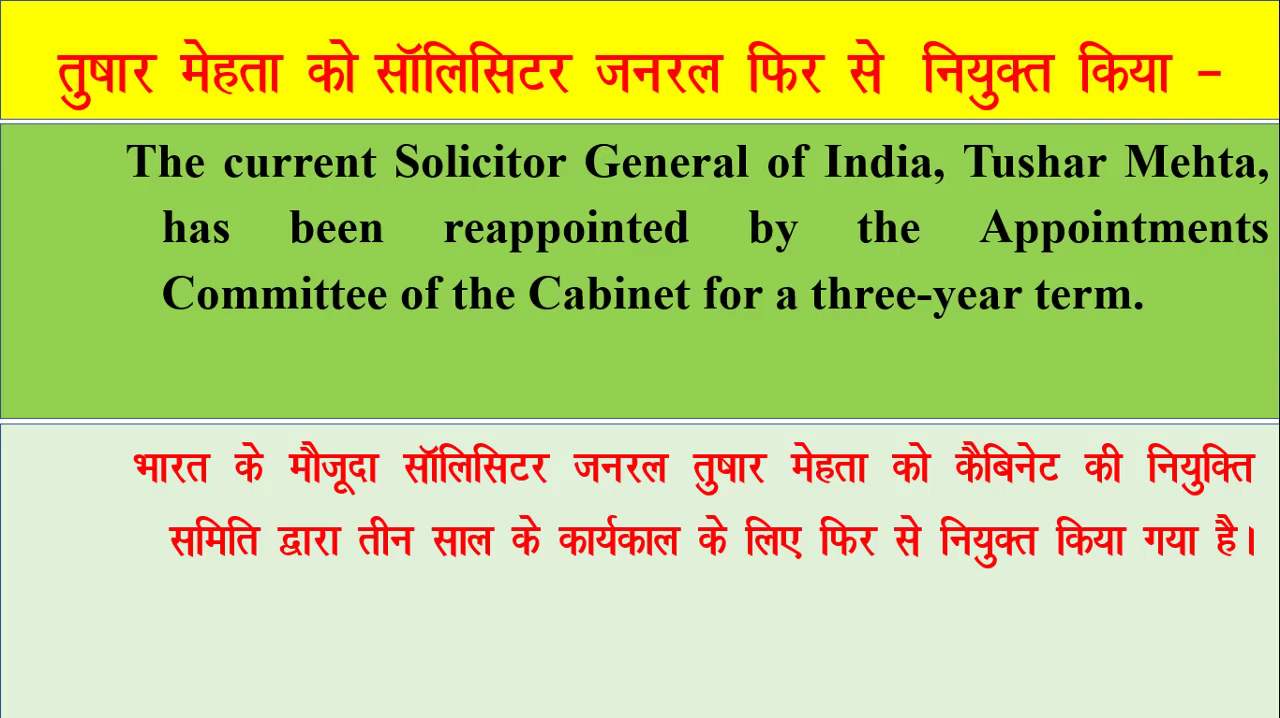 तुषार मेहता को सॉलिसिटर जनरल फिर से नियुक्त किया –
The current Solicitor General of India, Tushar Mehta,
has been reappointed by the Appointments
Committee of the Cabinet for a three-year term.
भारत के मौजूदा सॉलिसिटर जनरल तुषार मेहता को कैबिनेट की नियुक्ति
समिति द्वारा तीन साल के कार्यकाल के लिए फिर से नियुक्त किया गया है।